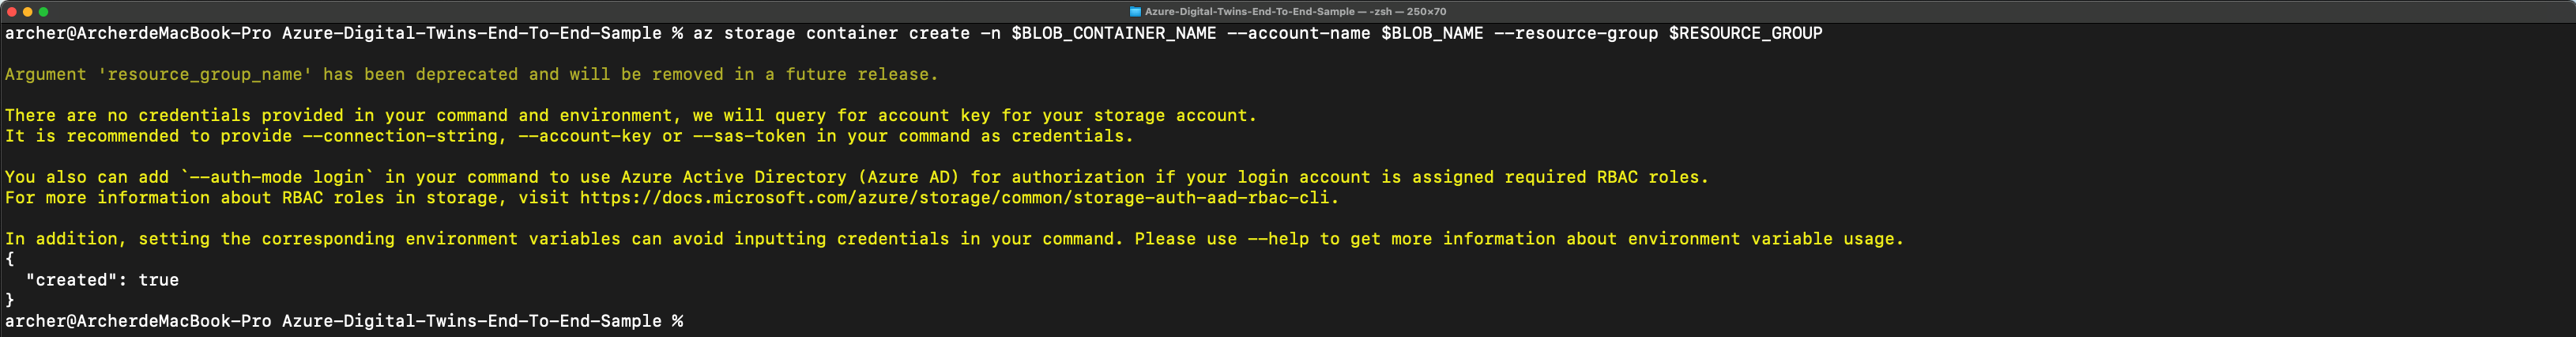 Azure-Digital-Twins-End-To-End-Sample — -zsh — 250×70
archer@ArcherdeMacBook-Pro Azure-Digital-Twins-End-To-End-Sample % az storage container create -n $BLOB_CONTAINER_NAME --account-name $BLOB_NAME --resource-group $RESOURCE_GROUP
Argument 'resource_group_name' has been deprecated and will be removed in a future release.
There are no credentials provided in your command and environment, we will query for account key for your storage account.
It is recommended to provide --connection-string, --account-key or --sas-token in your command as credentials.
You also can add `--auth-mode login` in your command to use Azure Active Directory (Azure AD) for authorization if your login account is assigned required RBAC roles.
For more information about RBAC roles in storage, visit https://docs.microsoft.com/azure/storage/common/storage-auth-aad-rbac-cli.
In addition, setting the corresponding environment variables can avoid inputting credentials in your command. Please use --help to get more information about environment variable usage.
{
  "created": true
}
archer@ArcherdeMacBook-Pro Azure-Digital-Twins-End-To-End-Sample %